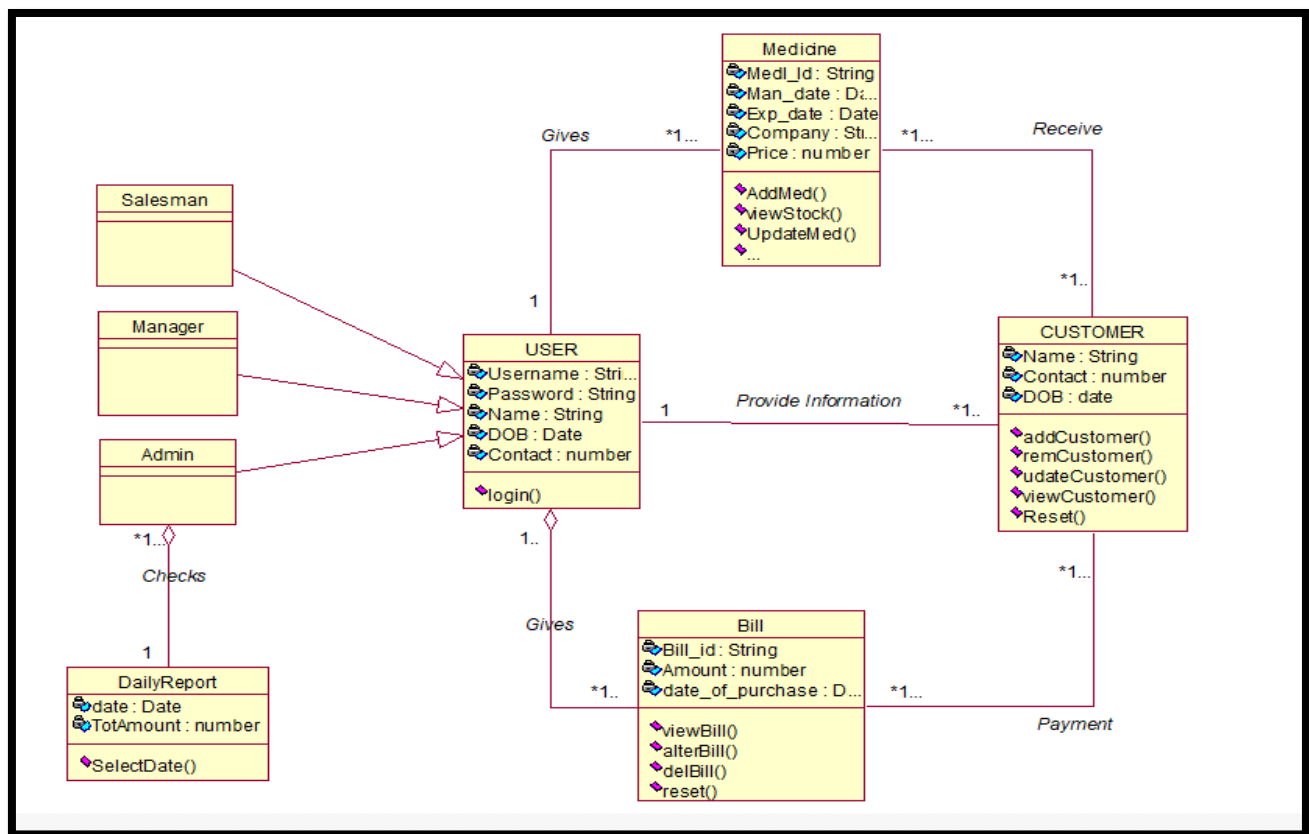 Medicine
MedI_Id : String
Man_date : Da...
Exp_date : Date
Company : Stri...
Price : number
AddMed()
viewStock()
UpdateMed()
...
Gives
*1...
*1...
Receive
Salesman
Manager
Admin
*1...
Checks
1
DailyReport
date : Date
TotAmount : number
SelectDate()
1
USER
Username : Stri...
Password : String
Name : String
DOB : Date
Contact : number
login()
1
Provide Information
*1..
*1..
CUSTOMER
Name : String
Contact : number
DOB : date
addCustomer()
remCustomer()
udateCustomer()
viewCustomer()
Reset()
1..
Gives
*1..
Bill
Bill_id : String
Amount : number
date_of_purchase : D...
viewBill()
alterBill()
delBill()
reset()
*1...
*1...
Payment